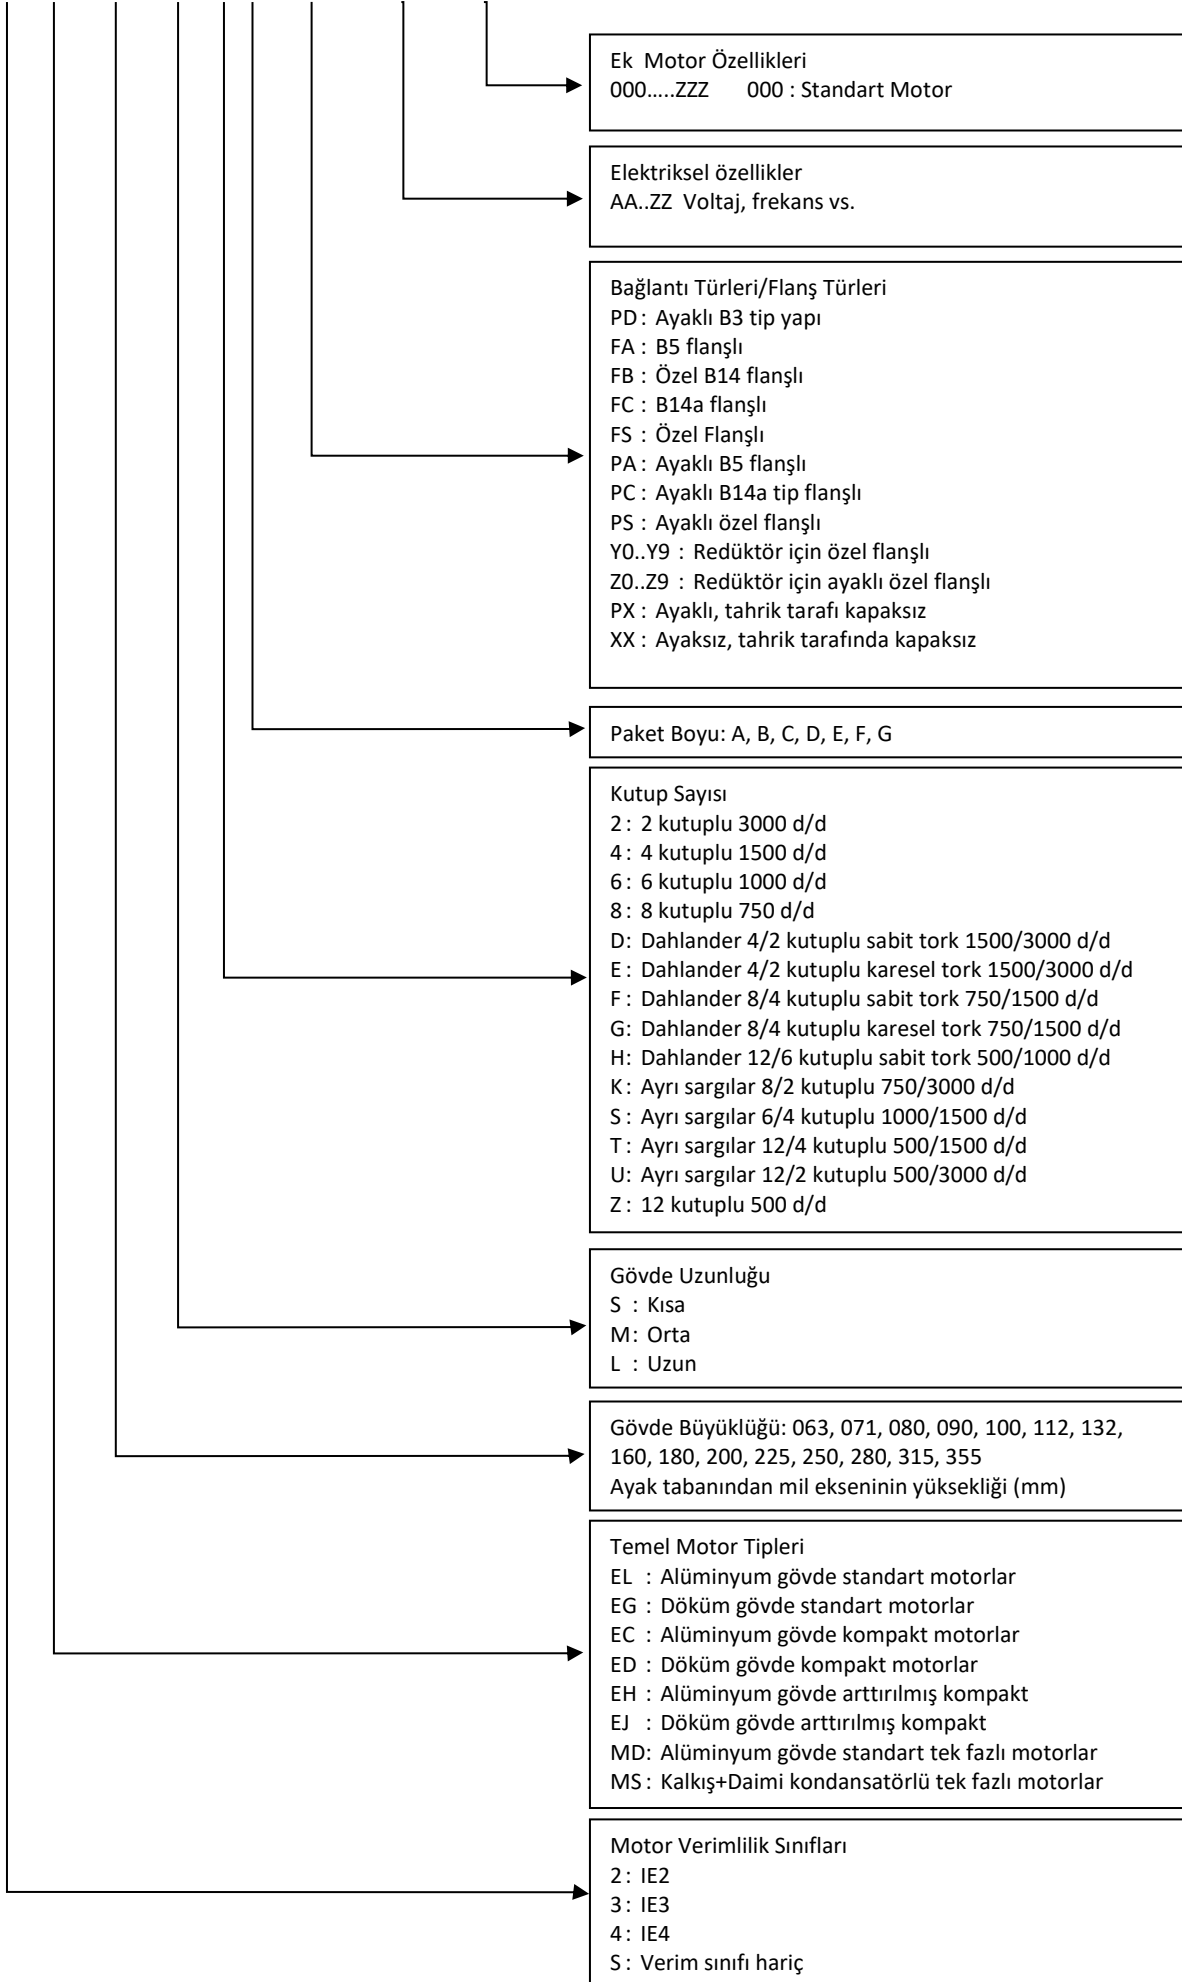 Ek  Motor Özellikleri
000…..ZZZ     000 : Standart Motor
Elektriksel özellikler
AA..ZZ  Voltaj, frekans vs.
Bağlantı Türleri/Flanş Türleri
PD : Ayaklı B3 tip yapı
FA : B5 flanşlı
FB : Özel B14 flanşlı
FC : B14a flanşlı
FS : Özel Flanşlı
PA : Ayaklı B5 flanşlı
PC : Ayaklı B14a tip flanşlı
PS : Ayaklı özel flanşlı
Y0..Y9 : Redüktör için özel flanşlı
Z0..Z9 : Redüktör için ayaklı özel flanşlı
PX : Ayaklı, tahrik tarafı kapaksız
XX : Ayaksız, tahrik tarafında kapaksız
Paket Boyu: A, B, C, D, E, F, G
Kutup Sayısı
2 : 2 kutuplu 3000 d/d
4 : 4 kutuplu 1500 d/d
6 : 6 kutuplu 1000 d/d
8 : 8 kutuplu 750 d/d
D: Dahlander 4/2 kutuplu sabit tork 1500/3000 d/d
E : Dahlander 4/2 kutuplu karesel tork 1500/3000 d/d
F : Dahlander 8/4 kutuplu sabit tork 750/1500 d/d
G: Dahlander 8/4 kutuplu karesel tork 750/1500 d/d
H: Dahlander 12/6 kutuplu sabit tork 500/1000 d/d
K : Ayrı sargılar 8/2 kutuplu 750/3000 d/d
S : Ayrı sargılar 6/4 kutuplu 1000/1500 d/d
T : Ayrı sargılar 12/4 kutuplu 500/1500 d/d
U: Ayrı sargılar 12/2 kutuplu 500/3000 d/d
Z : 12 kutuplu 500 d/d
Gövde Uzunluğu
S : Kısa
M: Orta
L : Uzun
Gövde Büyüklüğü: 063, 071, 080, 090, 100, 112, 132,
160, 180, 200, 225, 250, 280, 315, 355
Ayak tabanından mil ekseninin yüksekliği (mm)
Temel Motor Tipleri
EL : Alüminyum gövde standart motorlar
EG : Döküm gövde standart motorlar
EC : Alüminyum gövde kompakt motorlar
ED : Döküm gövde kompakt motorlar
EH : Alüminyum gövde arttırılmış kompakt
EJ : Döküm gövde arttırılmış kompakt
MD: Alüminyum gövde standart tek fazlı motorlar
MS : Kalkış+Daimi kondansatörlü tek fazlı motorlar
Motor Verimlilik Sınıfları
2 : IE2
3 : IE3
4 : IE4
S : Verim sınıfı hariç